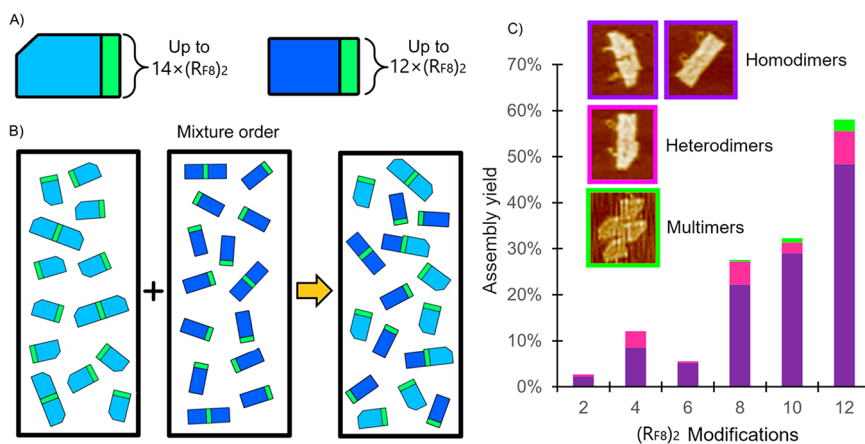 A)
Up to
14×(RF8)2
Up to
12×(RF8)2
B)
Mixture order
+
C)
Homodimers
Heterodimers
Multimers
Assembly yield
70%
60%
50%
40%
30%
20%
10%
0%
2 4 6 8 10 12
(RF8)2 Modifications